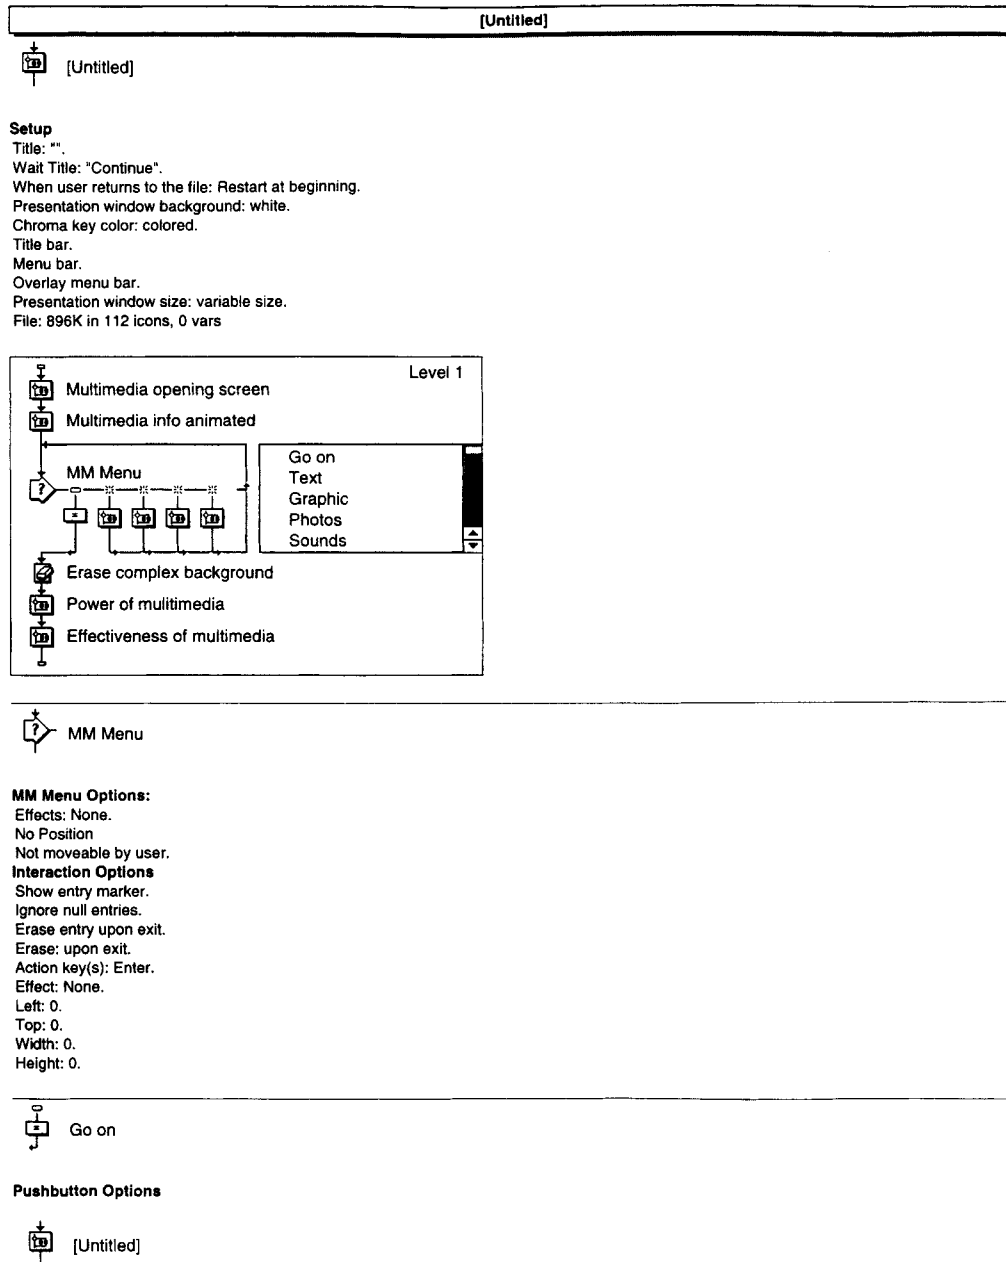 [Untitled]
[Untitled]
Setup
Title: "".
Wait Title: "Continue".
When user returns to the file: Restart at beginning.
Presentation window background: white.
Chroma key color: colored.
Title bar.
Menu bar.
Overlay menu bar.
Presentation window size: variable size.
File: 896K in 112 icons, 0 vars
Level 1
Multimedia opening screen
Multimedia info animated
MM Menu
?
Go on
Text
Graphic
Photos
Sounds
Erase complex background
Power of mulitimedia
Effectiveness of multimedia
?
MM Menu
MM Menu Options:
Effects: None.
No Position
Not moveable by user.
Interaction Options
Show entry marker.
Ignore null entries.
Erase entry upon exit.
Erase: upon exit.
Action key(s): Enter.
Effect: None.
Left: 0.
Top: 0.
Width: 0.
Height: 0.
Go on
Pushbutton Options
[Untitled]